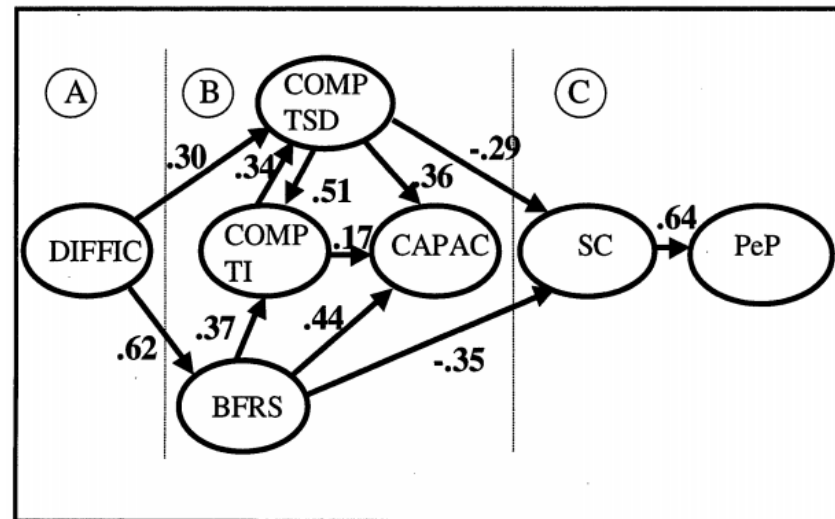 A
B
C
COMP
TSD
.30
.34
.51
.36
-.29
DIFFIC
COMP
TI
.17
CAPAC
SC
.64
PeP
.62
.37
.44
-.35
BFRS